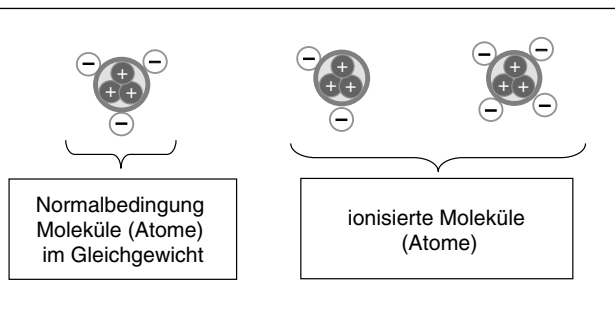 − − −
+ + +
− −
+ + +
− − − −
+ + +
Normalbedingung
Moleküle (Atome)
im Gleichgewicht
ionisierte Moleküle
(Atome)